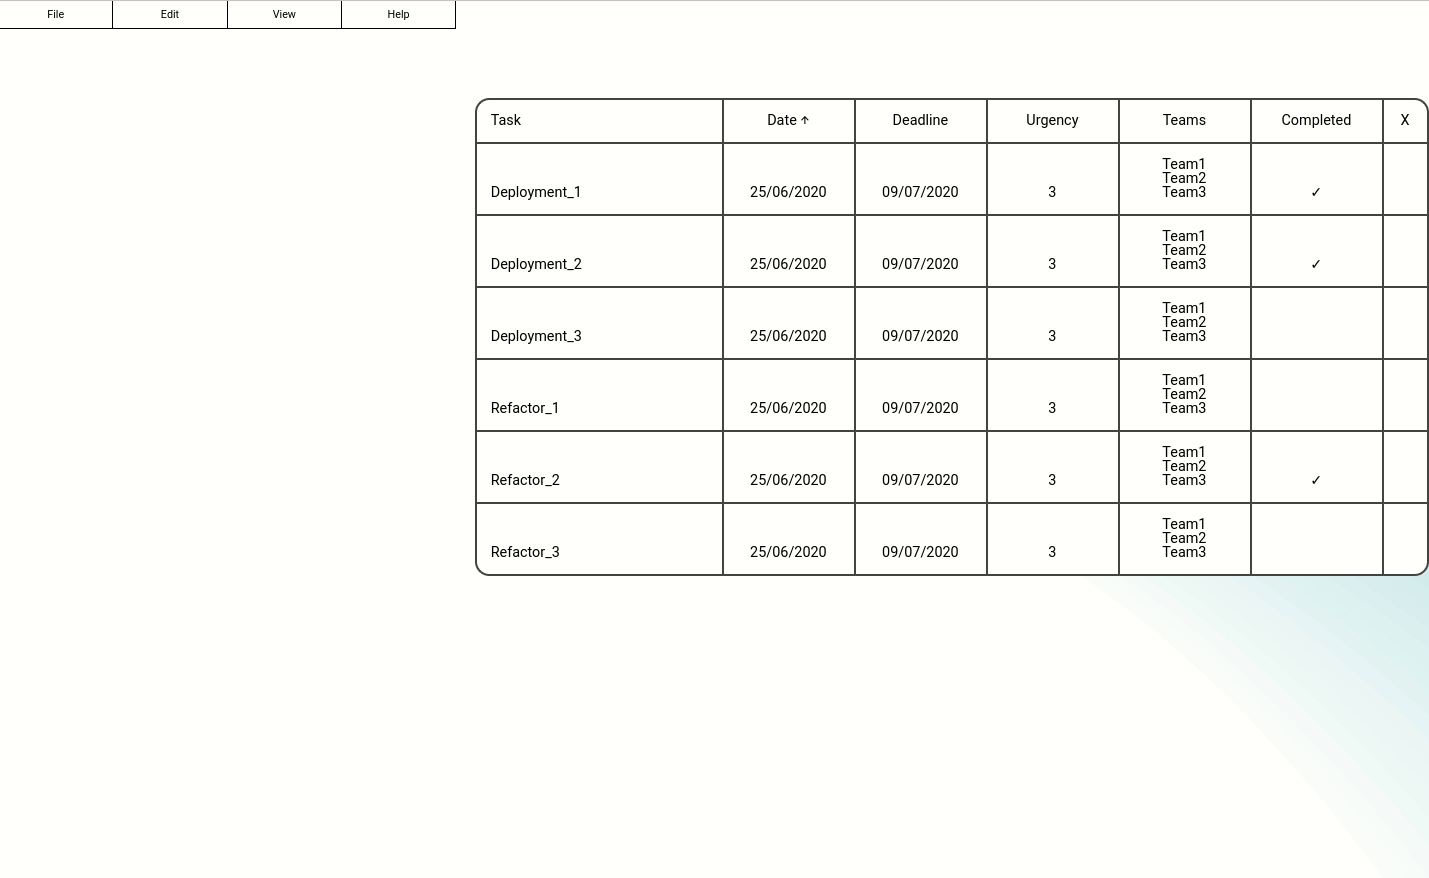 File Edit View Help
Task Date ↑ Deadline Urgency Teams Completed X
Team1
Team2
Deployment_1 25/06/2020 09/07/2020 3 Team3 ✓
Team1
Team2
Deployment_2 25/06/2020 09/07/2020 3 Team3 ✓
Team1
Team2
Deployment_3 25/06/2020 09/07/2020 3 Team3
Team1
Team2
Refactor_1 25/06/2020 09/07/2020 3 Team3
Team1
Team2
Refactor_2 25/06/2020 09/07/2020 3 Team3 ✓
Team1
Team2
Refactor_3 25/06/2020 09/07/2020 3 Team3